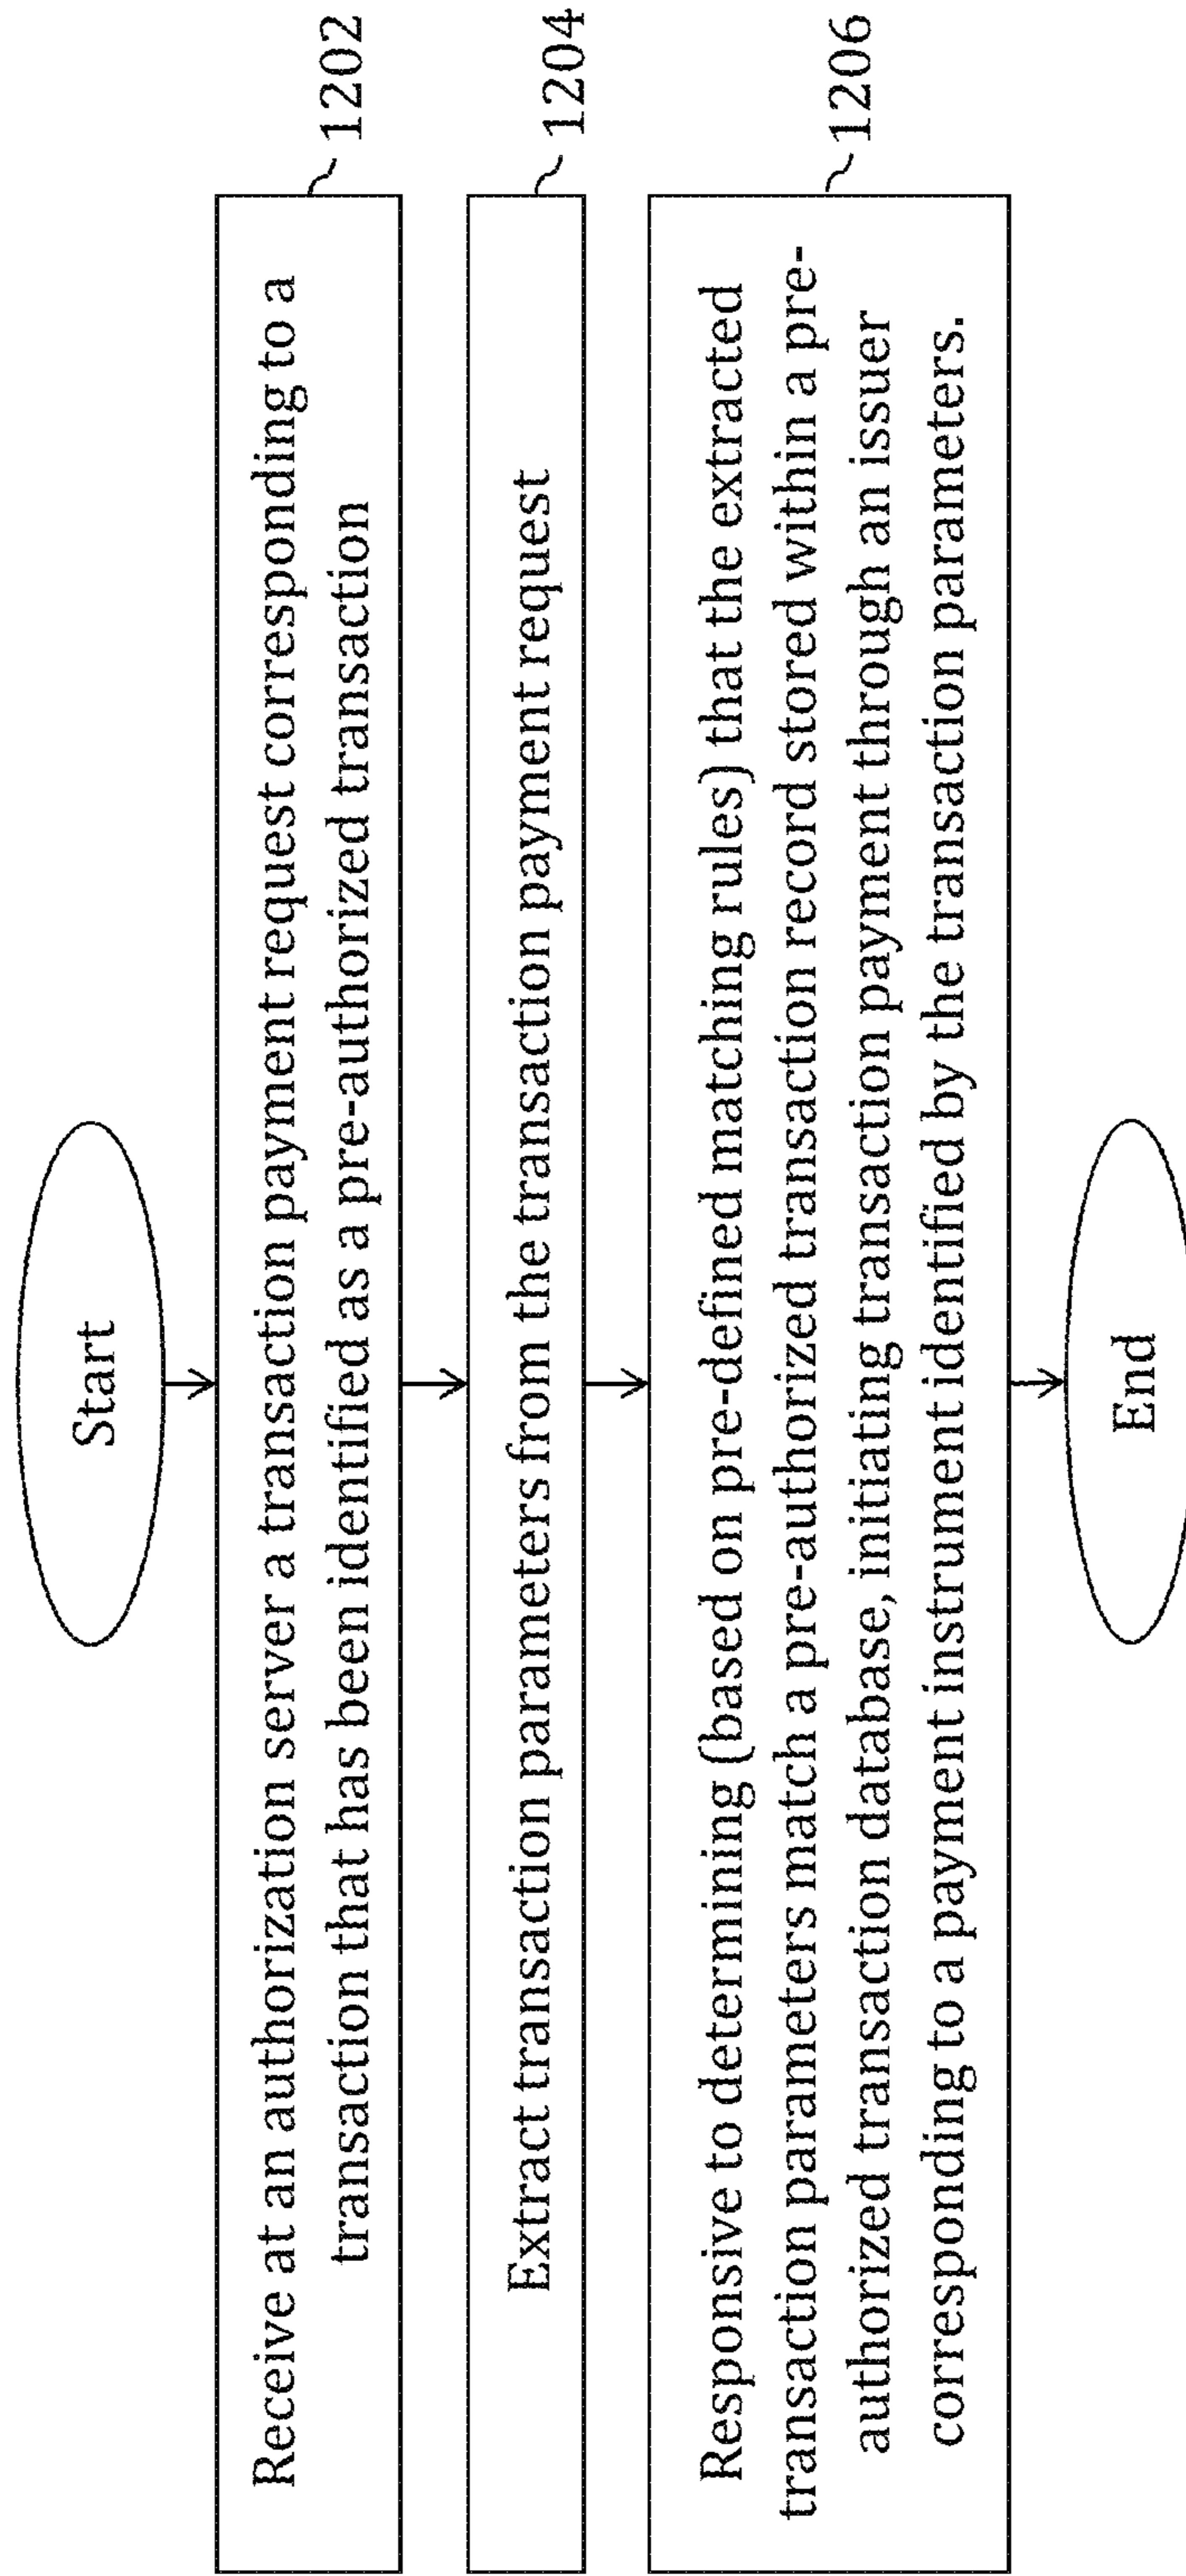 Start
Receive at an authorization server a transaction payment request corresponding to a
transaction that has been identified as a pre-authorized transaction
1202
Extract transaction parameters from the transaction payment request
1204
Responsive to determining (based on pre-defined matching rules) that the extracted
transaction parameters match a pre-authorized transaction record stored within a pre-
authorized transaction database, initiating transaction payment through an issuer
corresponding to a payment instrument identified by the transaction parameters.
1206
End